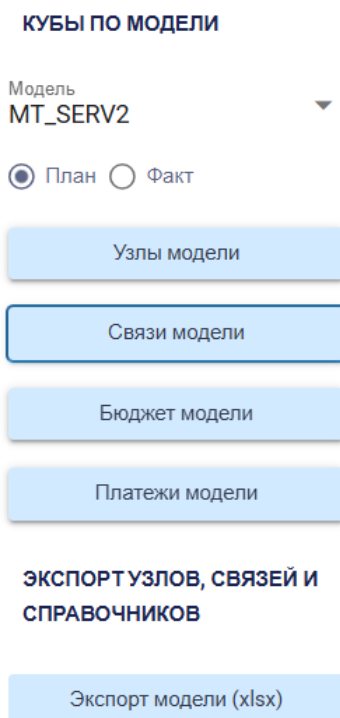 КУБЫ ПО МОДЕЛИ
Модель
MT_SERV2
План Факт
Узлы модели
Связи модели
Бюджет модели
Платежи модели
ЭКСПОРТ УЗЛОВ, СВЯЗЕЙ И
СПРАВОЧНИКОВ
Экспорт модели (xlsx)